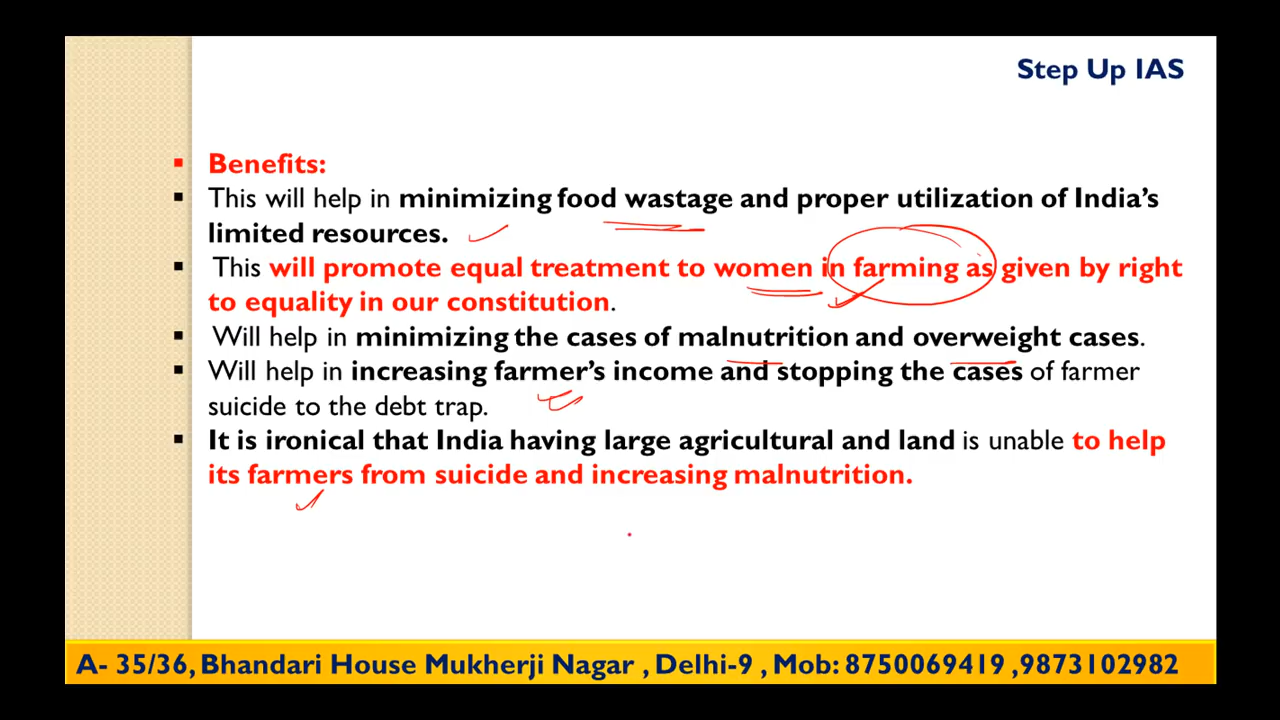 Step Up IAS
▪ Benefits:
▪ This will help in minimizing food wastage and proper utilization of India’s
limited resources.
▪ This will promote equal treatment to women in farming as given by right
to equality in our constitution.
▪ Will help in minimizing the cases of malnutrition and overweight cases.
▪ Will help in increasing farmer’s income and stopping the cases of farmer
suicide to the debt trap.
▪ It is ironical that India having large agricultural and land is unable to help
its farmers from suicide and increasing malnutrition.
A- 35/36, Bhandari House Mukherji Nagar , Delhi-9 , Mob: 8750069419 ,9873102982